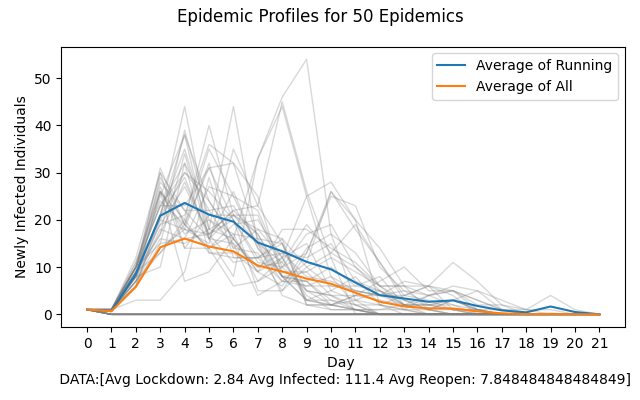 Epidemic Profiles for 50 Epidemics
Average of Running
Average of All
Newly Infected Individuals
50
40
30
20
10
0
0 1 2 3 4 5 6 7 8 9 10 11 12 13 14 15 16 17 18 19 20 21
Day
DATA:[Avg Lockdown: 2.84 Avg Infected: 111.4 Avg Reopen: 7.848484848484849]